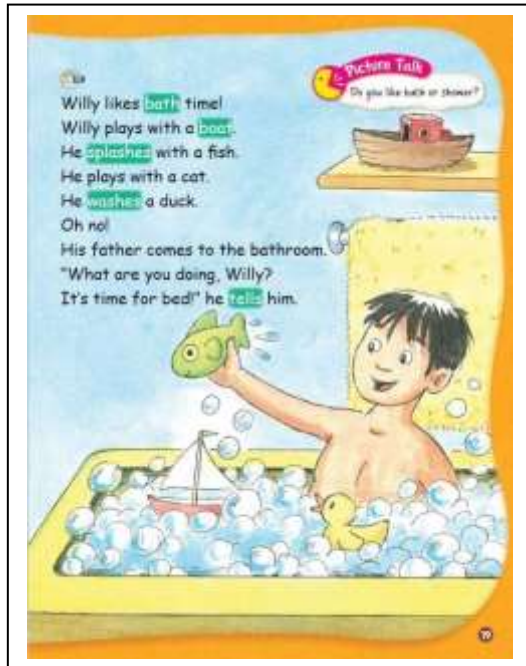 Picture Talk
Do you like bath or shower?
Willy likes bath time!
Willy plays with a boat.
He splashes with a fish.
He plays with a cat.
He washes a duck.
Oh no!
His father comes to the bathroom.
"What are you doing, Willy?
It's time for bed!" he tells him.